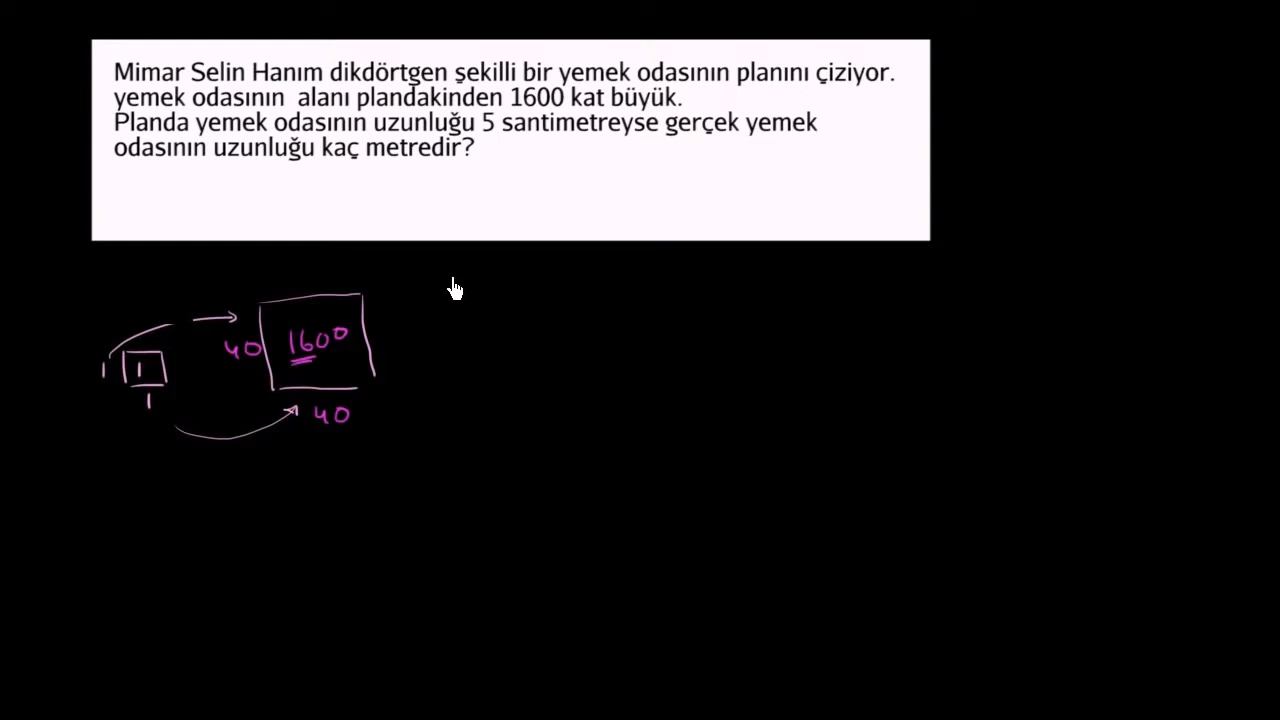 Mimar Selin Hanım dikdörtgen şekilli bir yemek odasının planını çiziyor.
yemek odasının alanı plandakinden 1600 kat büyük.
Planda yemek odasının uzunluğu 5 santimetreyse gerçek yemek
odasının uzunluğu kaç metredir?
1600
40
1
1
1
40